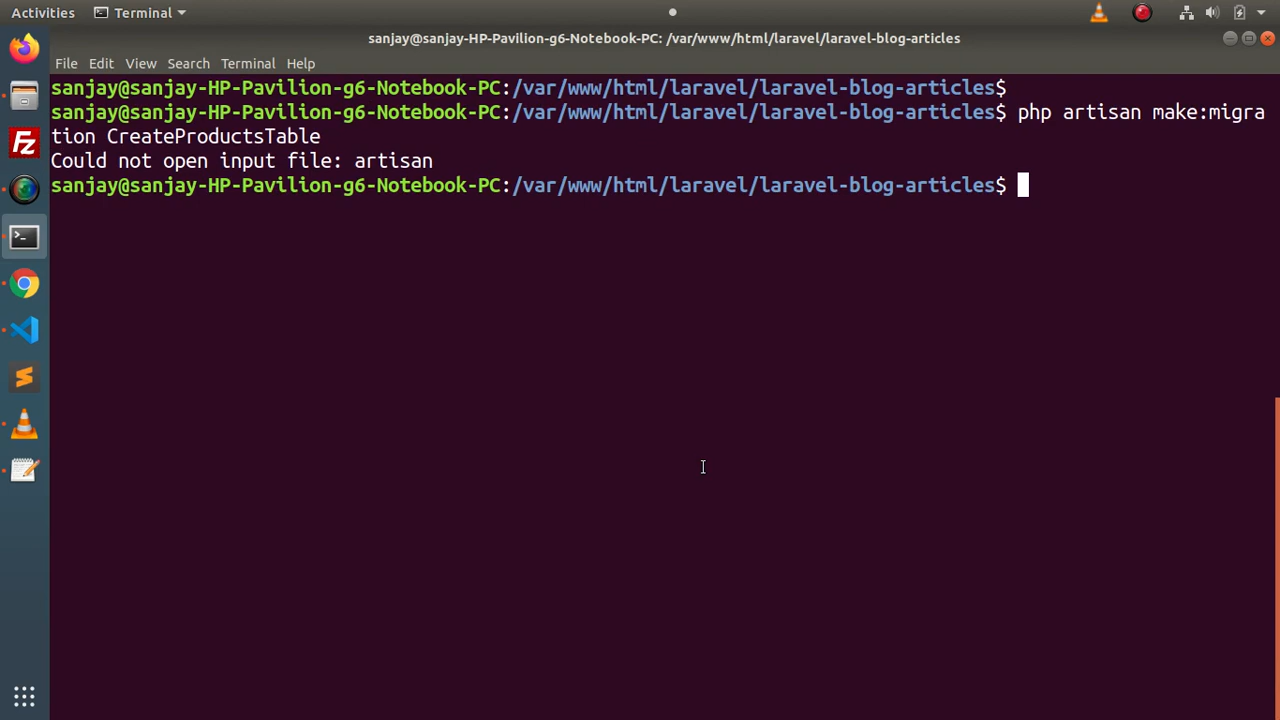 Activities Terminal
sanjay@sanjay-HP-Pavilion-g6-Notebook-PC: /var/www/html/laravel/laravel-blog-articles
File Edit View Search Terminal Help
sanjay@sanjay-HP-Pavilion-g6-Notebook-PC:/var/www/html/laravel/laravel-blog-articles$
sanjay@sanjay-HP-Pavilion-g6-Notebook-PC:/var/www/html/laravel/laravel-blog-articles$ php artisan make:migra
tion CreateProductsTable
Could not open input file: artisan
sanjay@sanjay-HP-Pavilion-g6-Notebook-PC:/var/www/html/laravel/laravel-blog-articles$